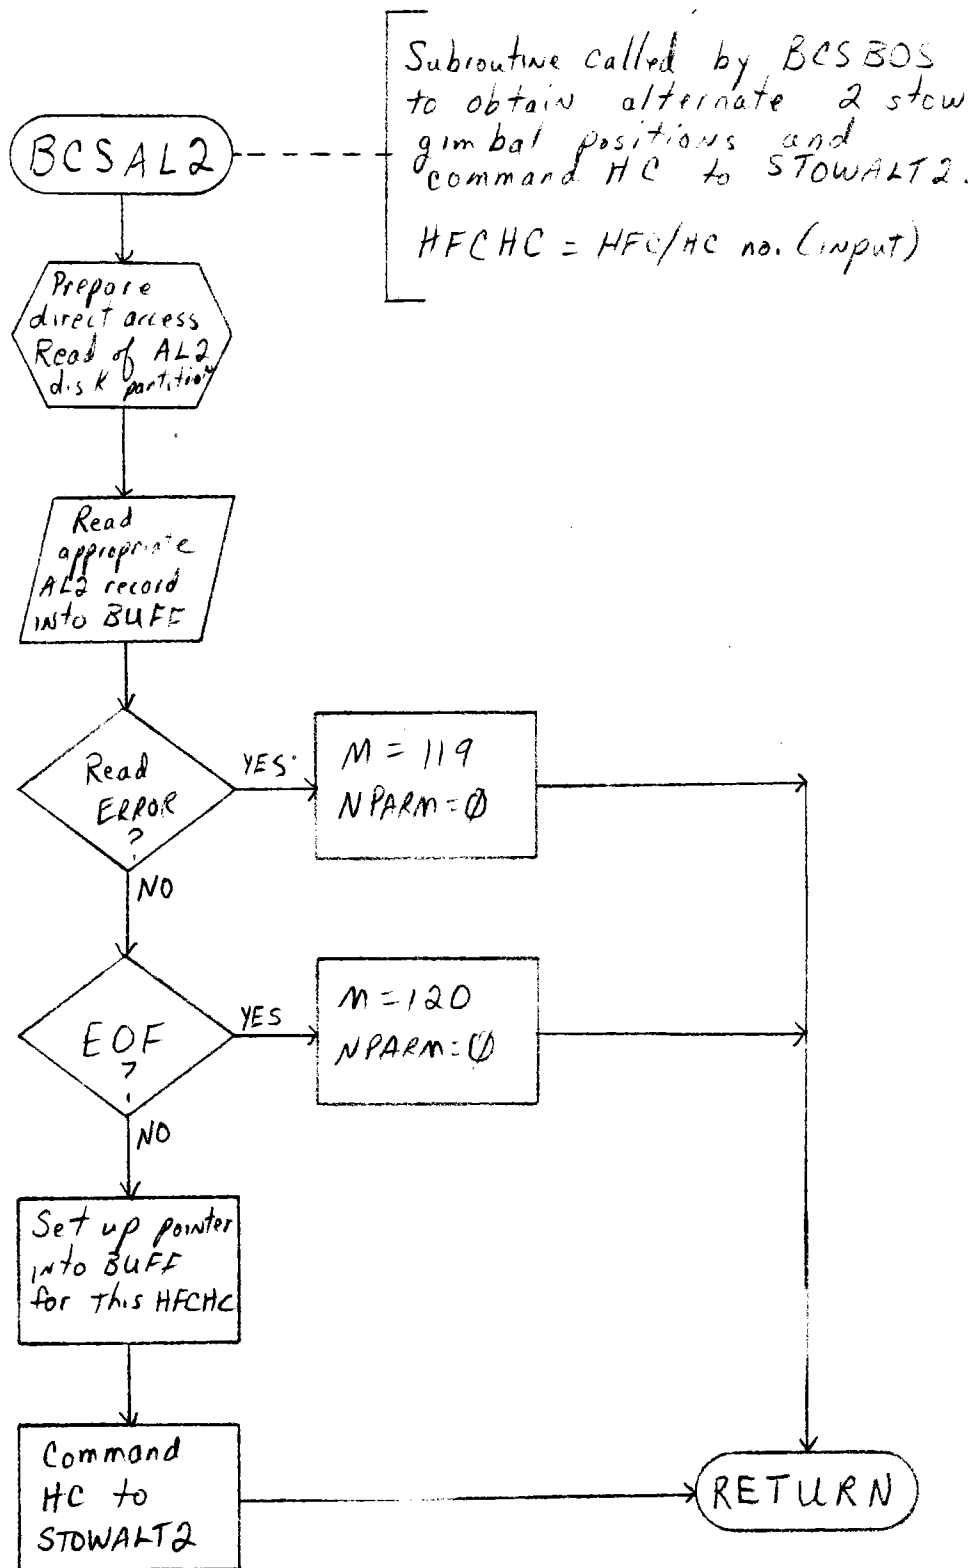 Subroutine called by BCSBOS
to obtain alternate 2 stow
gimbal positions and
command HC to STOWALT2.
HFCHC = HFC/HC no. (input)
BCSAL2
Prepare
direct access
Read of AL2
disk partition
Read
appropriate
AL2 record
into BUFF
Read
ERROR
?
YES
M = 119
NPARM = Ø
NO
EOF
?
YES
M = 120
NPARM = Ø
NO
Set up pointer
into BUFF
for this HFCHC
Command
HC to
STOWALT2
RETURN